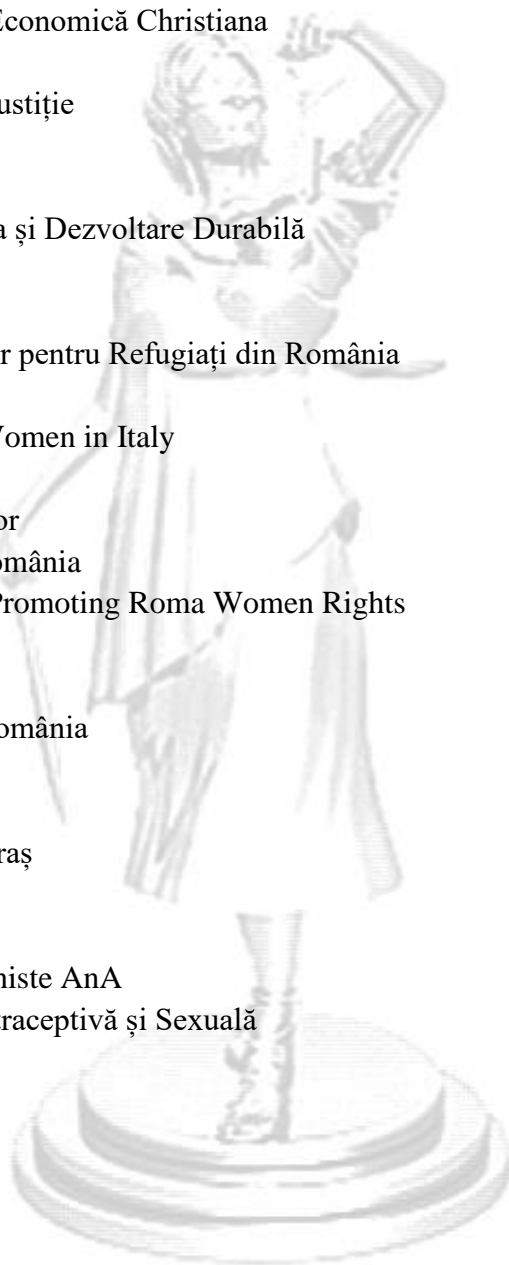 Economică Christiana
ustiție
a și Dezvoltare Durabilă
r pentru Refugiați din România
Women in Italy
or
omânia
Promoting Roma Women Rights
omânia
raș
niste AnA
traceptivă și Sexuală